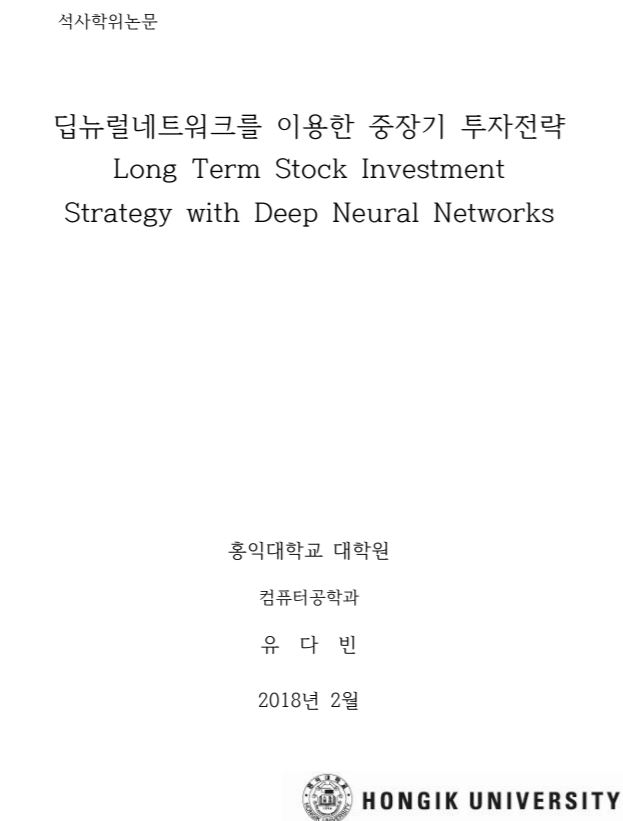 석사학위논문
딥뉴럴네트워크를 이용한 중장기 투자전략
Long Term Stock Investment
Strategy with Deep Neural Networks
홍익대학교 대학원
컴퓨터공학과
유 다 빈
2018년 2월
HONGIK UNIVERSITY